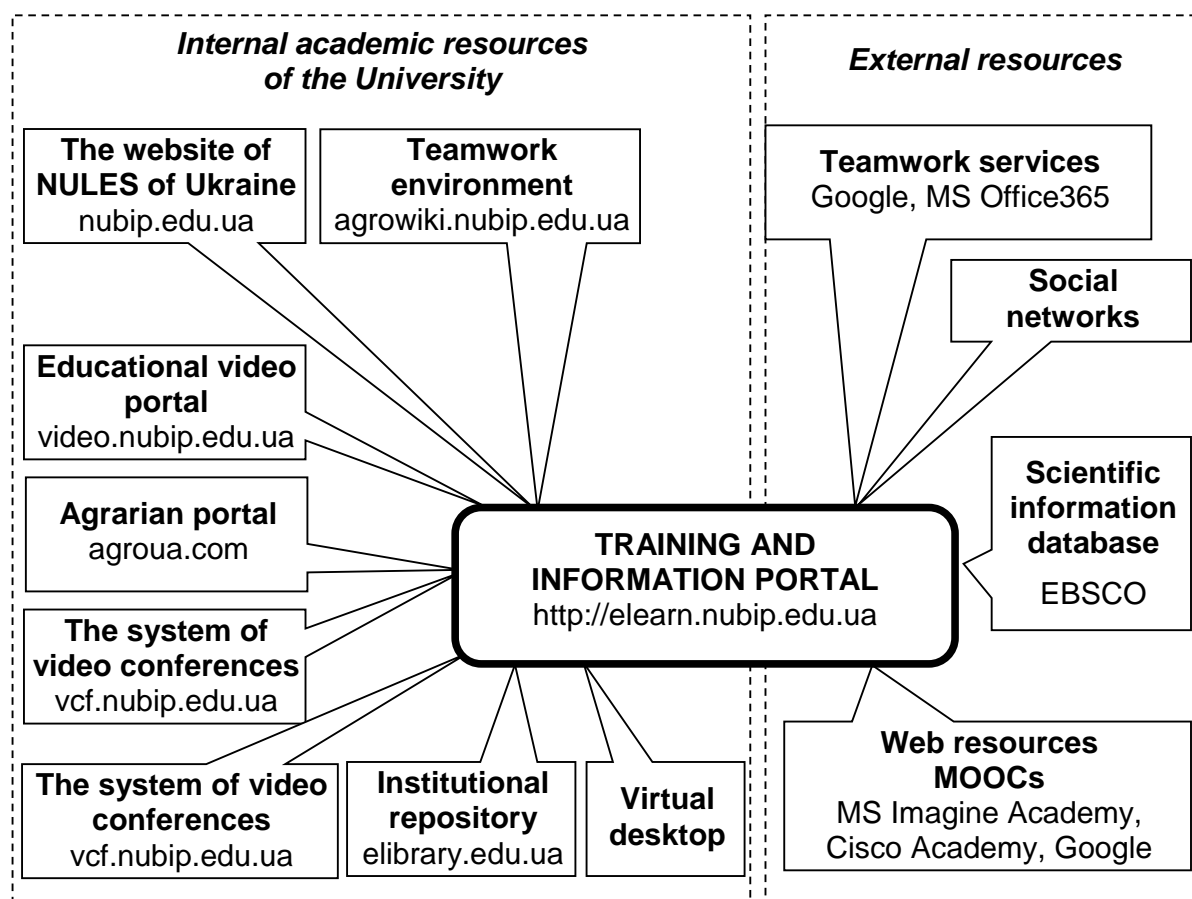 Internal academic resources
of the University
External resources
The website of
NULES of Ukraine
nubip.edu.ua
Teamwork
environment
agrowiki.nubip.edu.ua
Teamwork services
Google, MS Office365
Social
networks
Educational video
portal
video.nubip.edu.ua
Scientific
information
database
EBSCO
Agrarian portal
agroua.com
TRAINING AND
INFORMATION PORTAL
http://elearn.nubip.edu.ua
The system of
video conferences
vcf.nubip.edu.ua
The system of video
conferences
vcf.nubip.edu.ua
Institutional
repository
elibrary.edu.ua
Virtual
desktop
Web resources
MOOCs
MS Imagine Academy,
Cisco Academy, Google